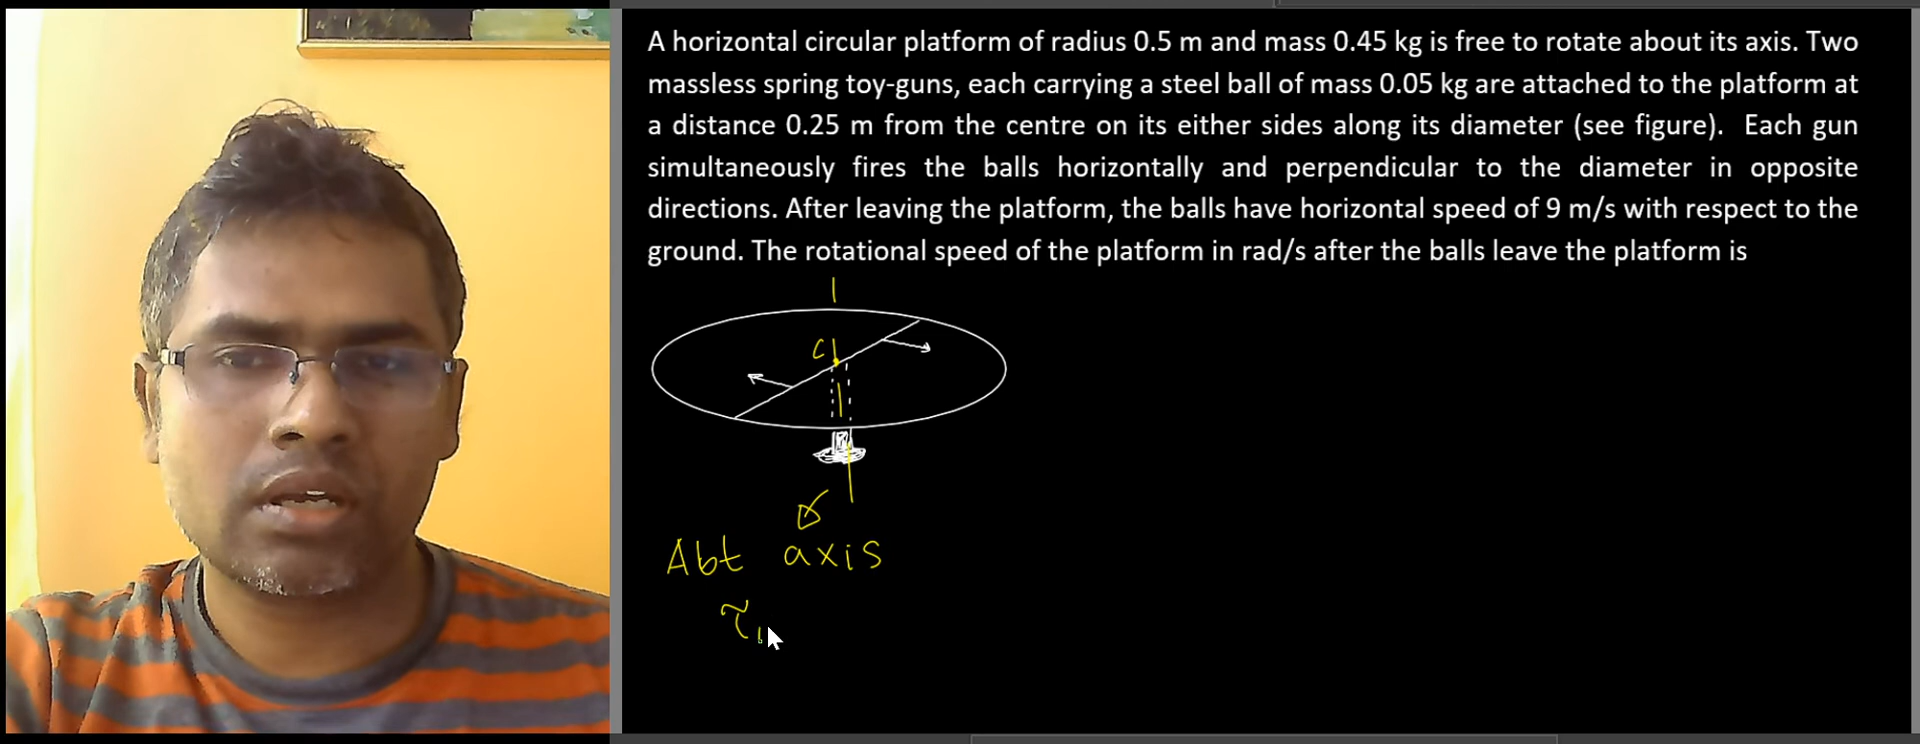 A horizontal circular platform of radius 0.5 m and mass 0.45 kg is free to rotate about its axis. Two
massless spring toy-guns, each carrying a steel ball of mass 0.05 kg are attached to the platform at
a distance 0.25 m from the centre on its either sides along its diameter (see figure). Each gun
simultaneously fires the balls horizontally and perpendicular to the diameter in opposite
directions. After leaving the platform, the balls have horizontal speed of 9 m/s with respect to the
ground. The rotational speed of the platform in rad/s after the balls leave the platform is
C
Abt axis
τ